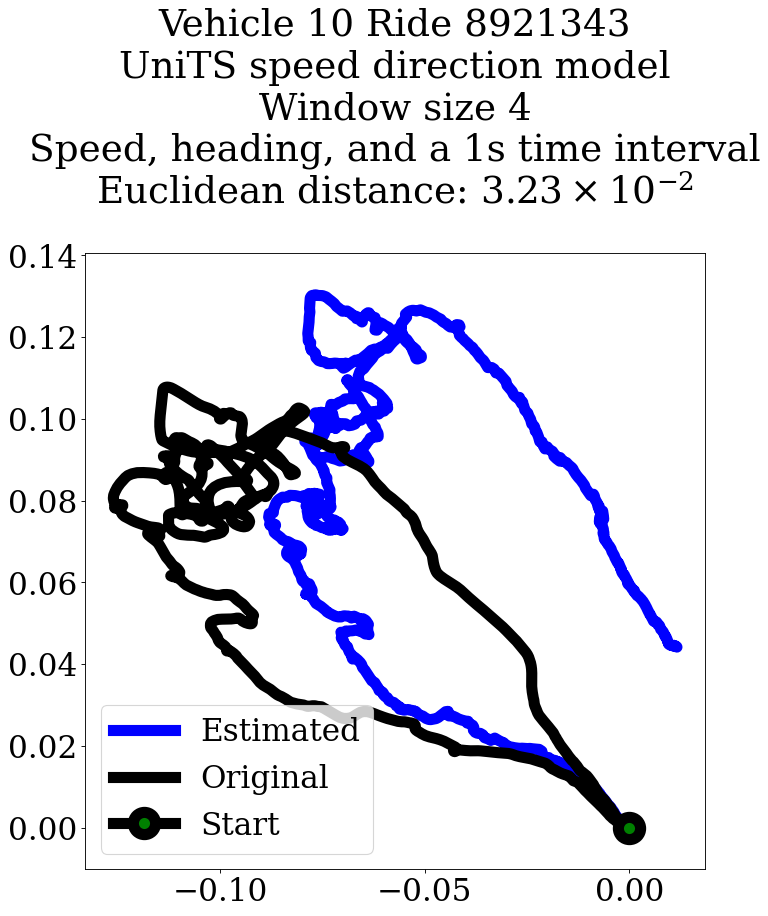 Vehicle 10 Ride 8921343
UniTS speed direction model
Window size 4
Speed, heading, and a 1s time interval
Euclidean distance: 3.23 × 10⁻²
0.14
0.12
0.10
0.08
0.06
0.04
0.02
0.00
Estimated
Original
Start
−0.10 −0.05 0.00